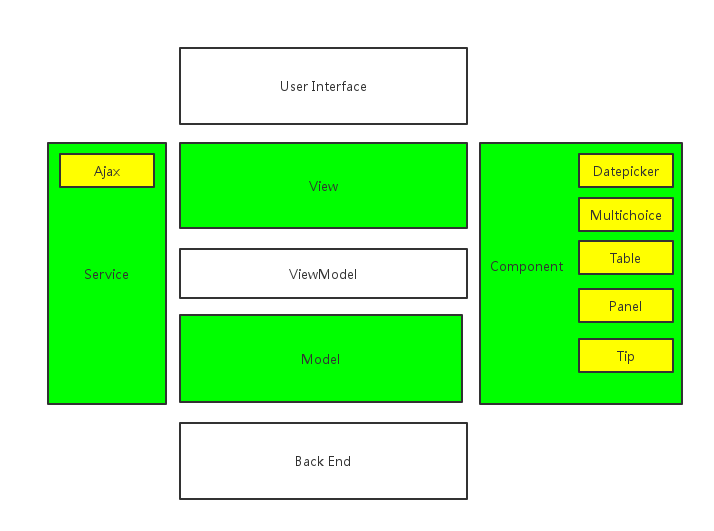 User Interface
Ajax
Service
View
ViewModel
Model
Back End
Component
Datepicker
Multichoice
Table
Panel
Tip